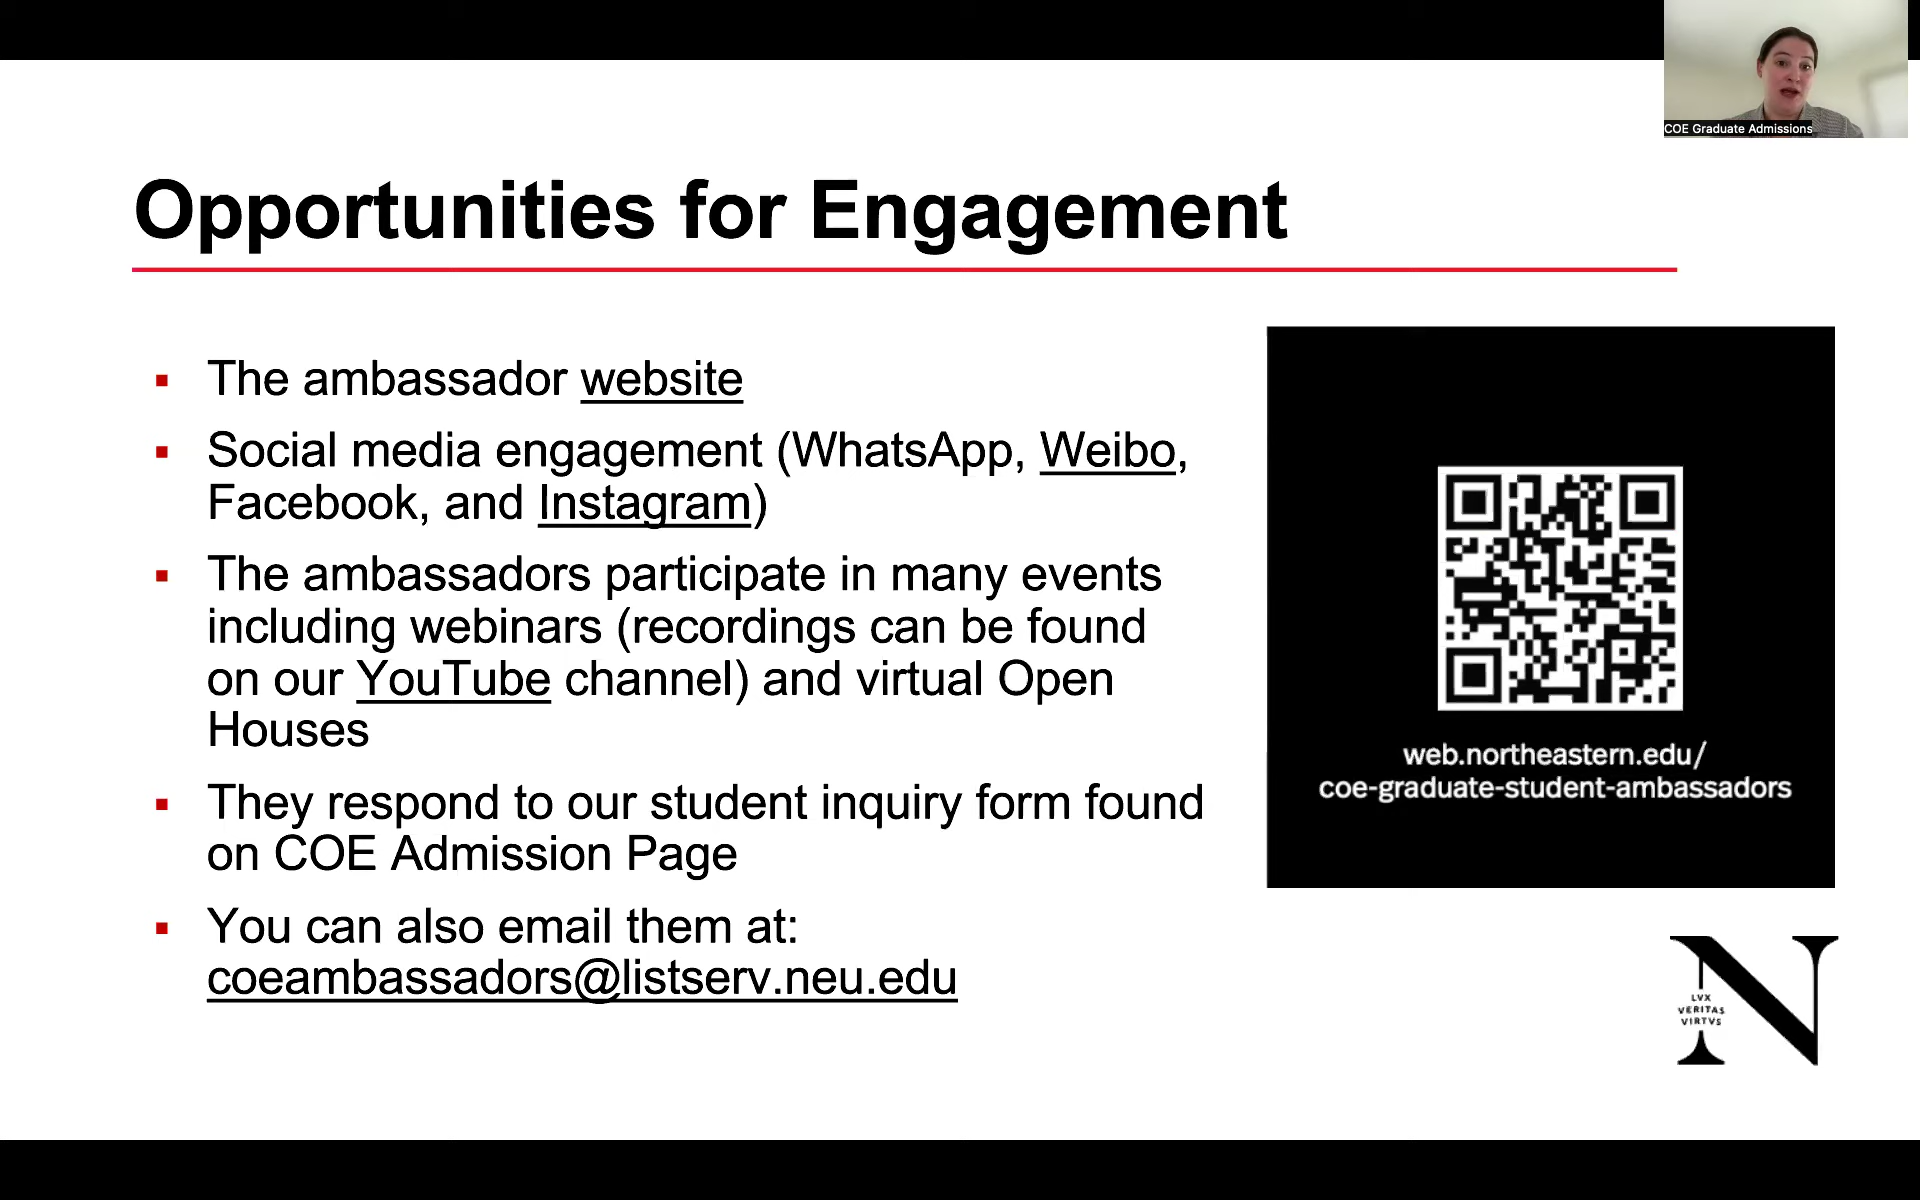 COE Graduate Admissions
Opportunities for Engagement
▪ The ambassador website
▪ Social media engagement (WhatsApp, Weibo,
Facebook, and Instagram)
▪ The ambassadors participate in many events
including webinars (recordings can be found
on our YouTube channel) and virtual Open
Houses
▪ They respond to our student inquiry form found
on COE Admission Page
▪ You can also email them at:
coeambassadors@listserv.neu.edu
web.northeastern.edu/
coe-graduate-student-ambassadors
N
LVX
VERITAS
VIRTVS